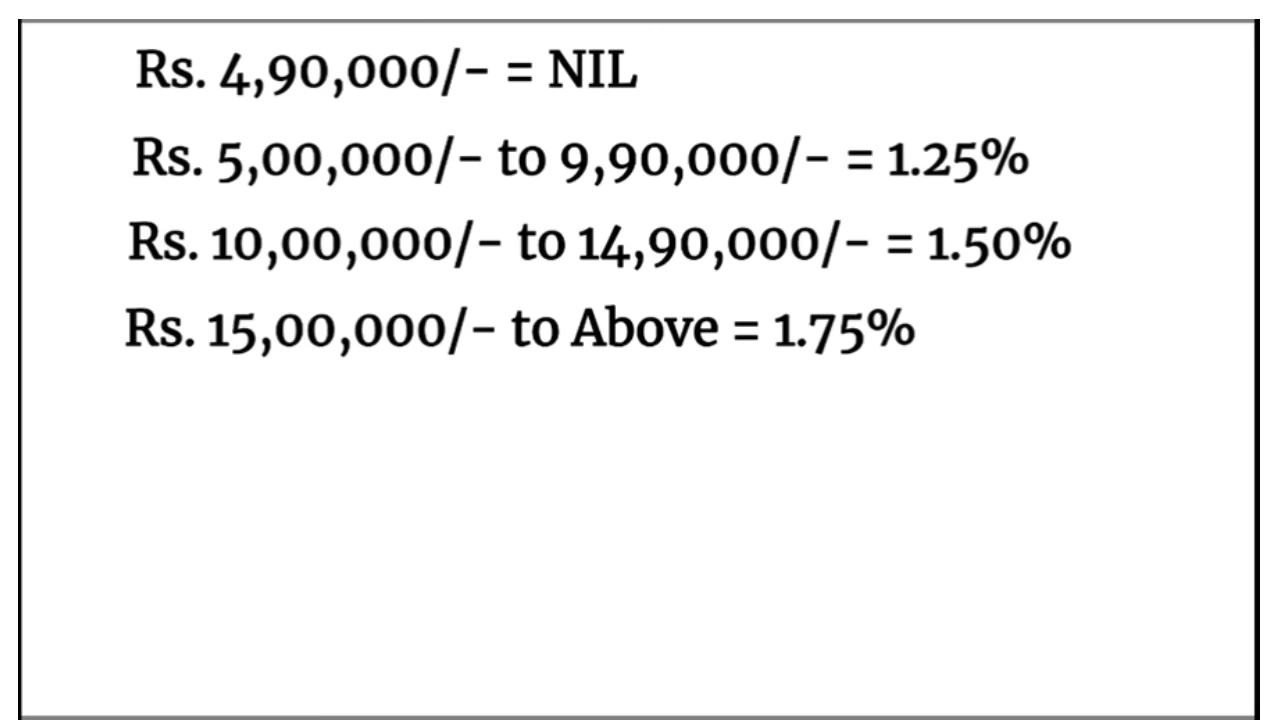 Rs. 4,90,000/- = NIL
Rs. 5,00,000/- to 9,90,000/- = 1.25%
Rs. 10,00,000/- to 14,90,000/- = 1.50%
Rs. 15,00,000/- to Above = 1.75%